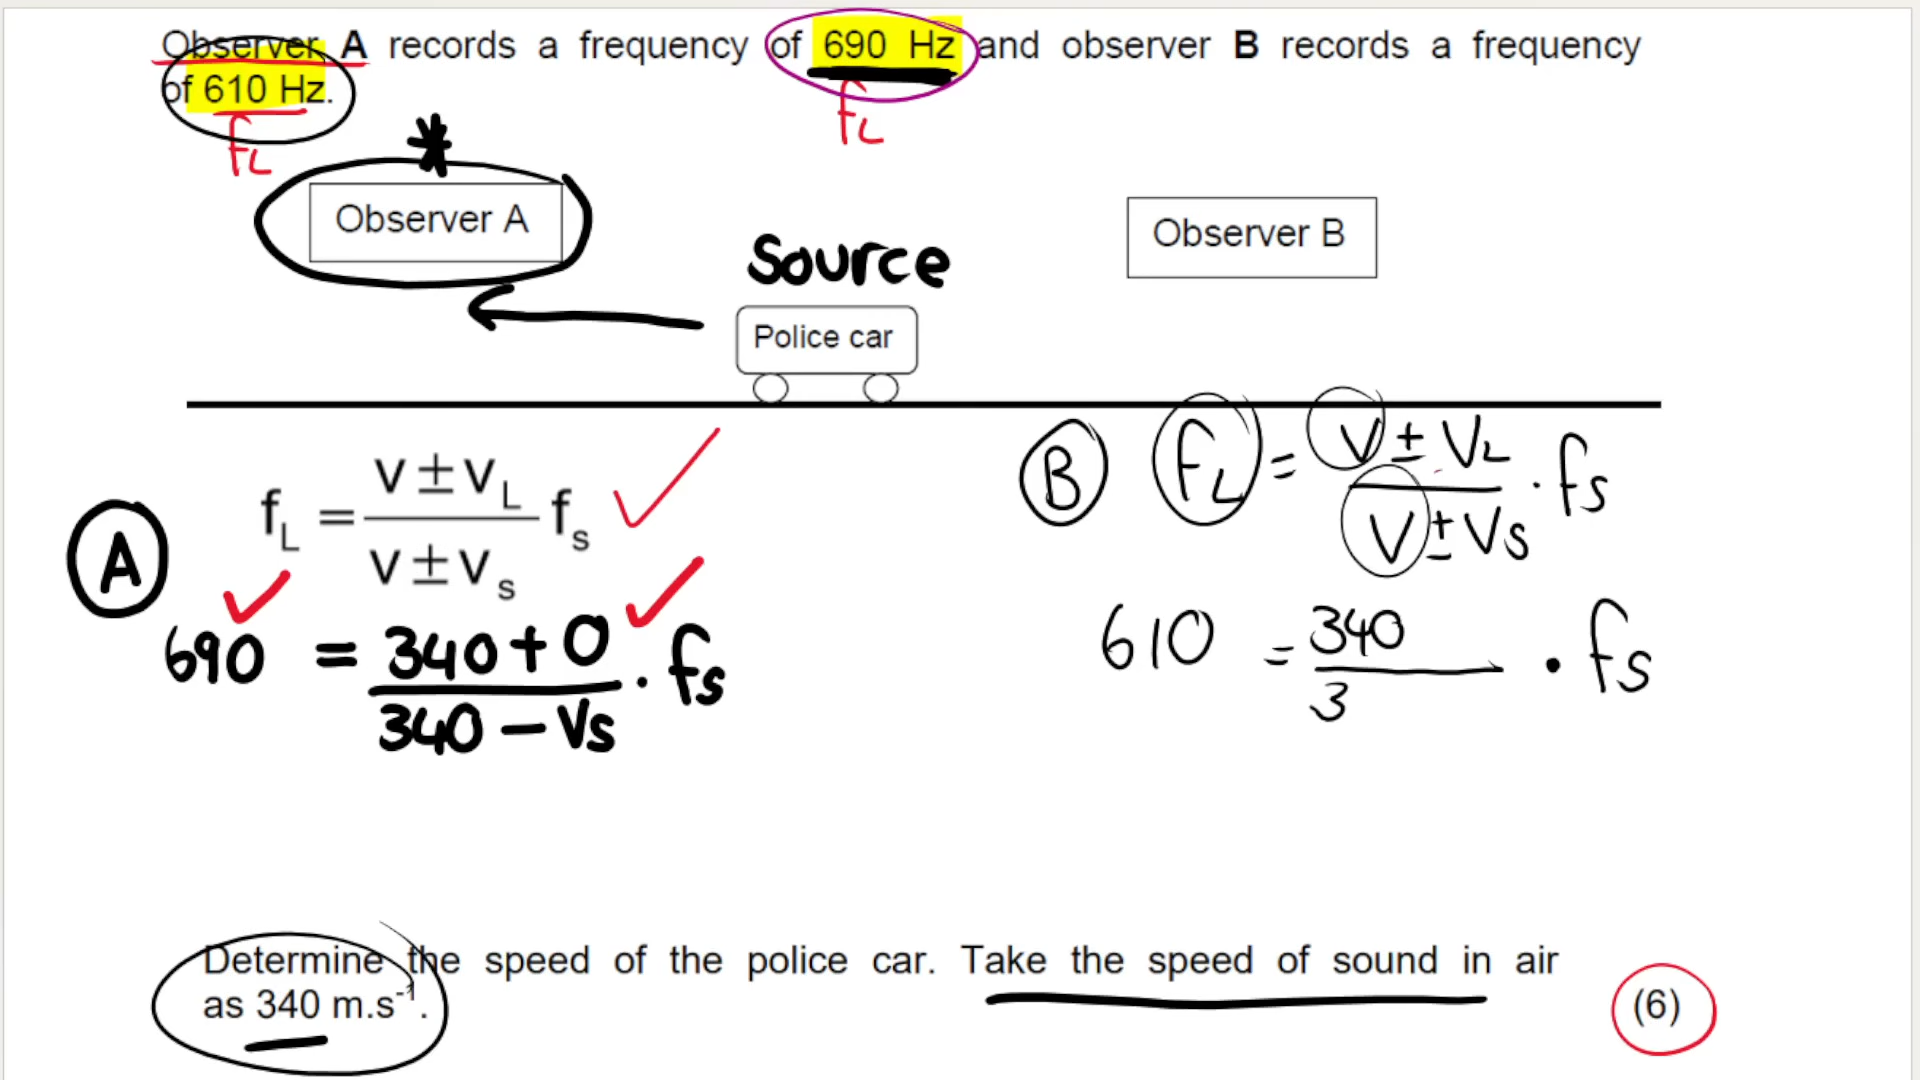 Observer A records a frequency of 690 Hz and observer B records a frequency
of 610 Hz.
fL
fL
*
Observer A
Observer B
Source
Police car
A
fL = v ± vL / v ± vs fs
690 = 340 + 0 / 340 - Vs . fs
B fL = V ± VL / V ± Vs . fs
610 = 340 / 3 . fs
Determine the speed of the police car. Take the speed of sound in air
as 340 m.s⁻¹.
(6)